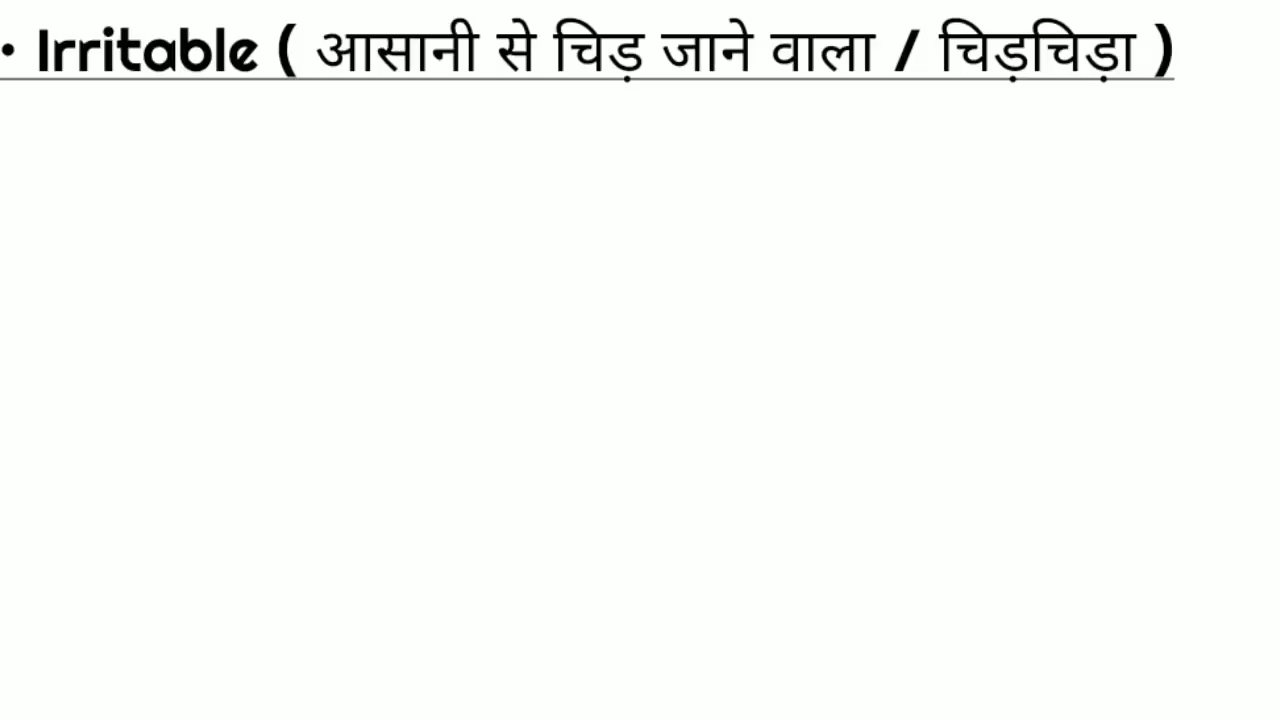 • Irritable ( आसानी से चिड़ जाने वाला / चिड़चिड़ा )